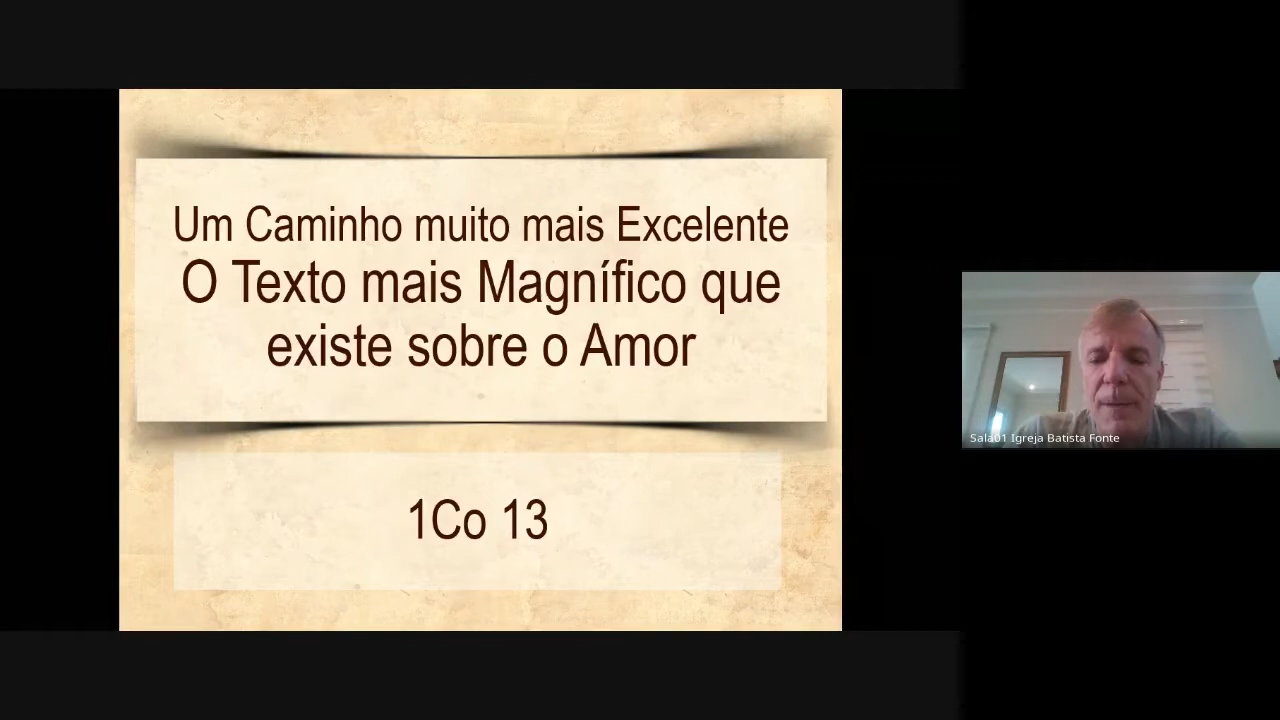 Um Caminho muito mais Excelente
O Texto mais Magnífico que
existe sobre o Amor
1Co 13
Sala01 Igreja Batista Fonte